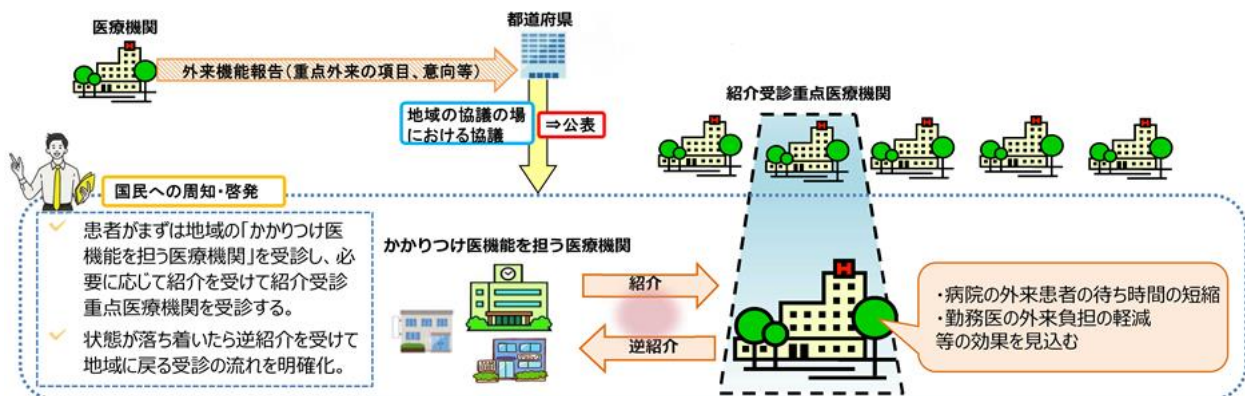 医療機関
外来機能報告(重点外来の項目、意向等)
都道府県
地域の協議の場
における協議
⇒公表
紹介受診重点医療機関
国民への周知・啓発
患者がまずは地域の「かかりつけ医
機能を担う医療機関」を受診し、必
要に応じて紹介を受けて紹介受診
重点医療機関を受診する。
状態が落ち着いたら逆紹介を受けて
地域に戻る受診の流れを明確化。
かかりつけ医機能を担う医療機関
紹介
逆紹介
・病院の外来患者の待ち時間の短縮
・勤務医の外来負担の軽減
等の効果を見込む